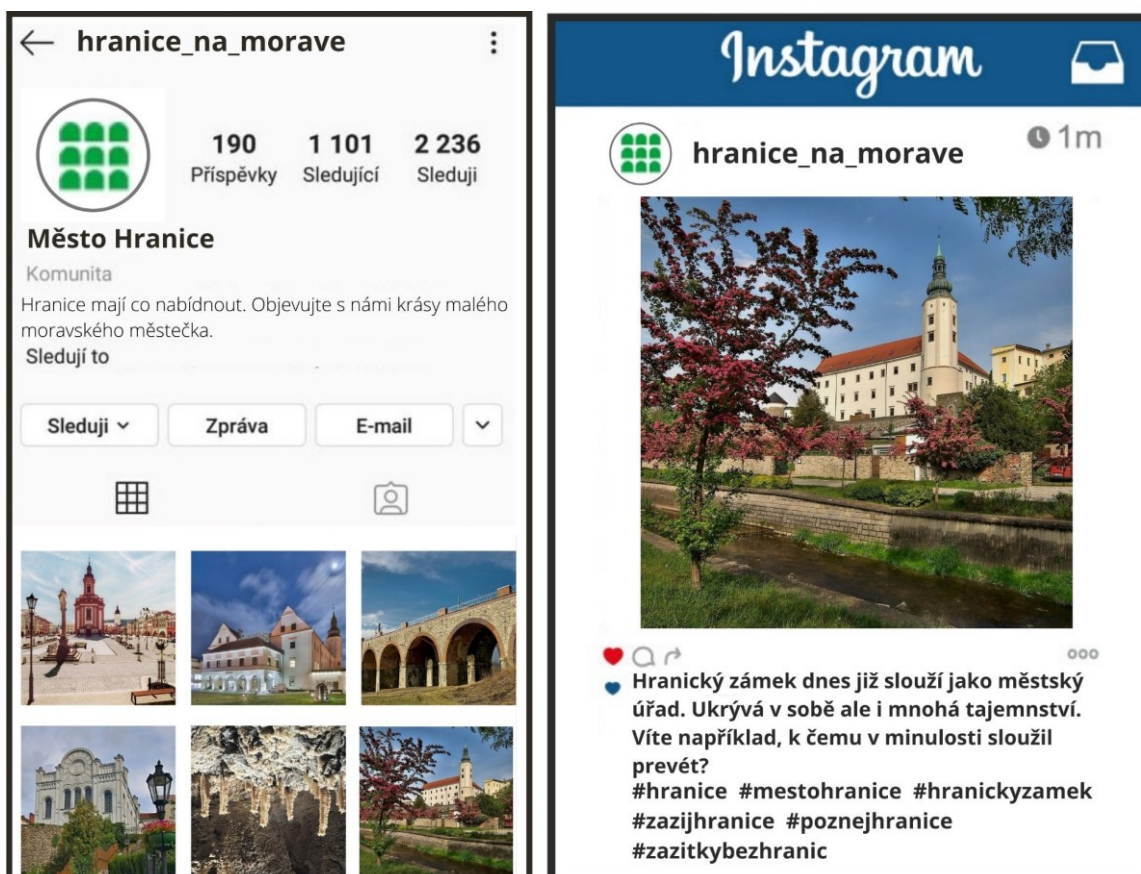 hranice_na_morave
190 1 101 2 236
Příspěvky Sledující Sleduji
Město Hranice
Komunita
Hranice mají co nabídnout. Objevujte s námi krásy malého
moravského městečka.
Sledují to
Sleduji Zpráva E-mail
Instagram
hranice_na_morave 1m
Hranický zámek dnes již slouží jako městský
úřad. Ukrývá v sobě ale i mnohá tajemnství.
Víte například, k čemu v minulosti sloužil
prevét?
#hranice #mestohranice #hranickyzamek
#zazijhranice #poznejhranice
#zazitkybezhranic